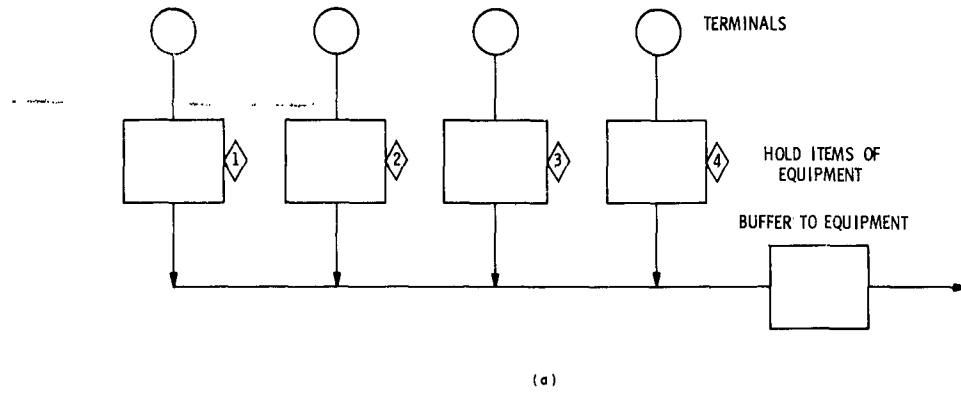 TERMINALS
1
2
3
4
HOLD ITEMS OF
EQUIPMENT
BUFFER TO EQUIPMENT
(a)